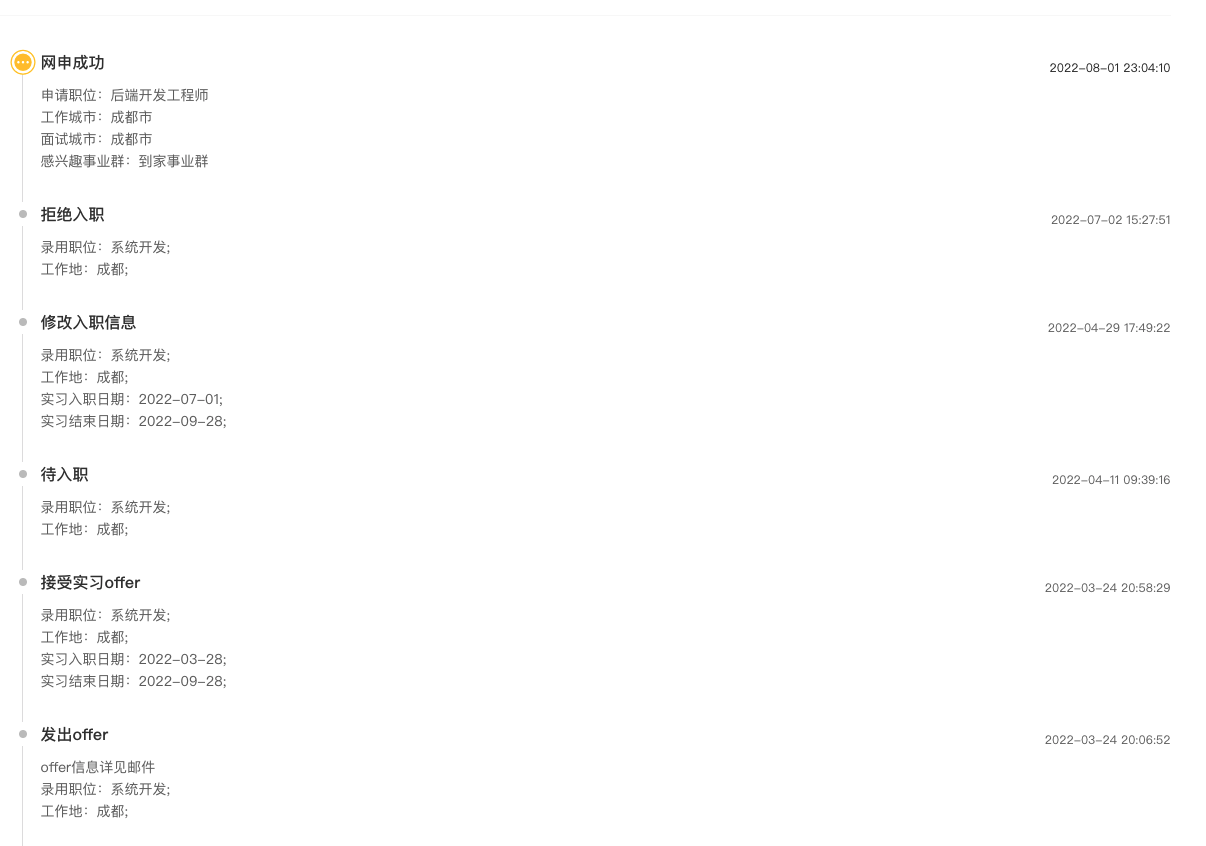 网申成功
2022-08-01 23:04:10
申请职位：后端开发工程师
工作城市：成都市
面试城市：成都市
感兴趣事业群：到家事业群
拒绝入职
2022-07-02 15:27:51
录用职位：系统开发;
工作地：成都;
修改入职信息
2022-04-29 17:49:22
录用职位：系统开发;
工作地：成都;
实习入职日期：2022-07-01;
实习结束日期：2022-09-28;
待入职
2022-04-11 09:39:16
录用职位：系统开发;
工作地：成都;
接受实习offer
2022-03-24 20:58:29
录用职位：系统开发;
工作地：成都;
实习入职日期：2022-03-28;
实习结束日期：2022-09-28;
发出offer
2022-03-24 20:06:52
offer信息详见邮件
录用职位：系统开发;
工作地：成都;